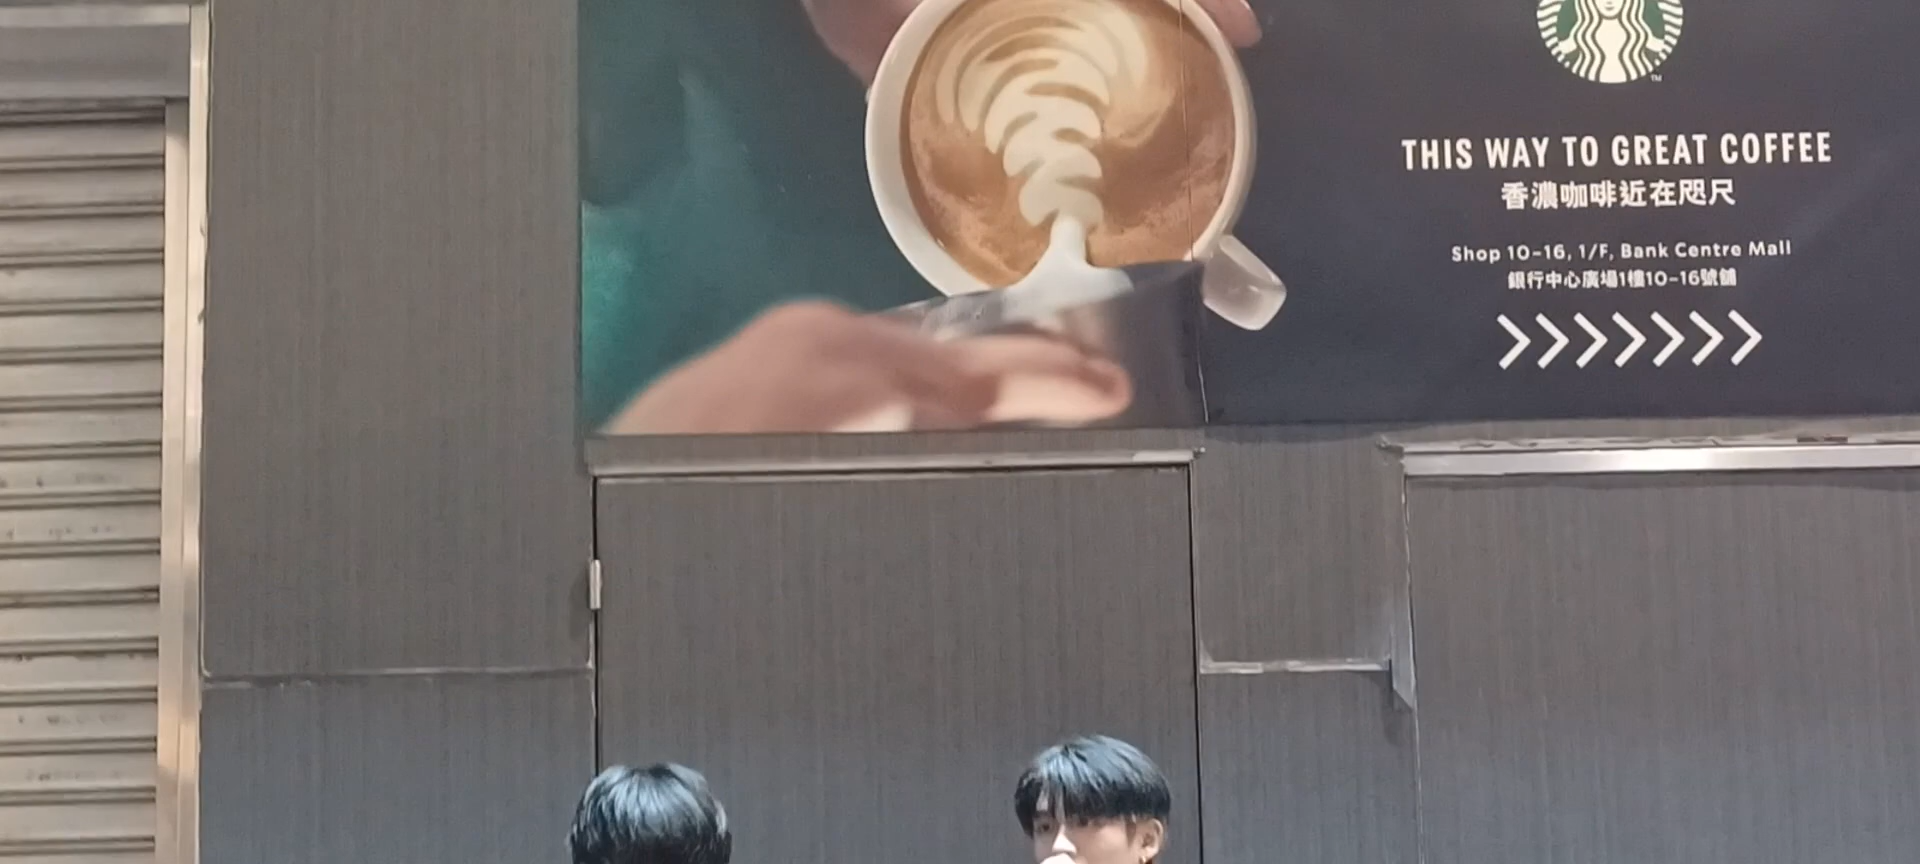 THIS WAY TO GREAT COFFEE
香濃咖啡近在咫尺
Shop 10-16, 1/F, Bank Centre Mall
銀行中心廣場1樓10-16號舖